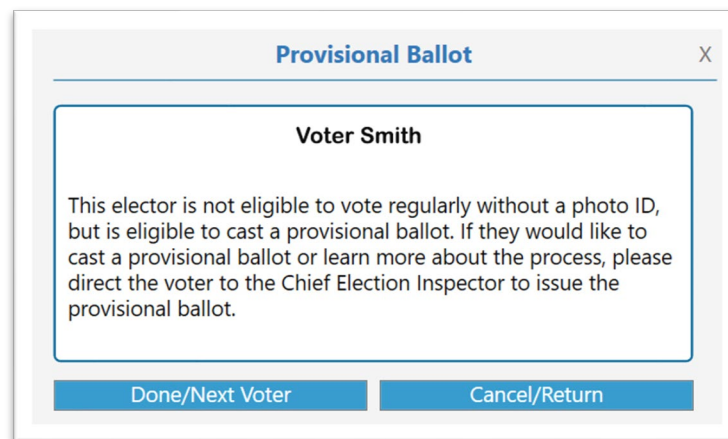 Provisional Ballot X
Voter Smith
This elector is not eligible to vote regularly without a photo ID,
but is eligible to cast a provisional ballot. If they would like to
cast a provisional ballot or learn more about the process, please
direct the voter to the Chief Election Inspector to issue the
provisional ballot.
Done/Next Voter Cancel/Return